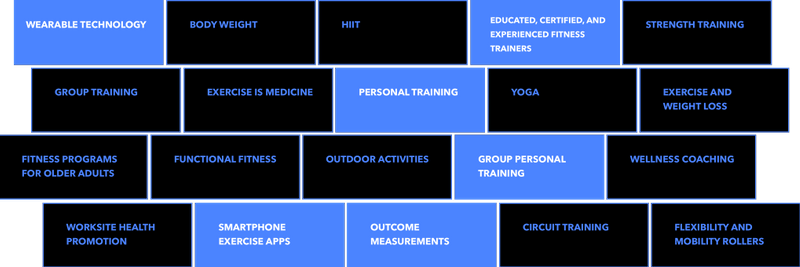 WEARABLE TECHNOLOGY
BODY WEIGHT
HIIT
EDUCATED, CERTIFIED, AND
EXPERIENCED FITNESS
TRAINERS
STRENGTH TRAINING
GROUP TRAINING
EXERCISE IS MEDICINE
PERSONAL TRAINING
YOGA
EXERCISE AND
WEIGHT LOSS
FITNESS PROGRAMS
FOR OLDER ADULTS
FUNCTIONAL FITNESS
OUTDOOR ACTIVITIES
GROUP PERSONAL
TRAINING
WELLNESS COACHING
WORKSITE HEALTH
PROMOTION
SMARTPHONE
EXERCISE APPS
OUTCOME
MEASUREMENTS
CIRCUIT TRAINING
FLEXIBILITY AND
MOBILITY ROLLERS